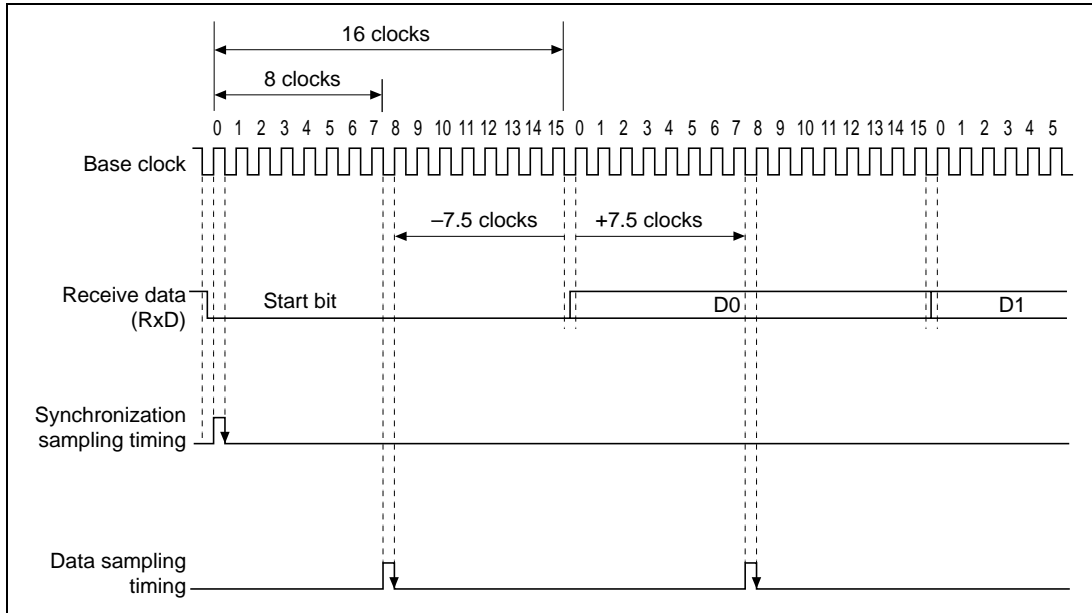 16 clocks
8 clocks
0 1 2 3 4 5 6 7 8 9 10 11 12 13 14 15 0 1 2 3 4 5 6 7 8 9 10 11 12 13 14 15 0 1 2 3 4 5
Base clock
–7.5 clocks +7.5 clocks
Receive data
(RxD)
Start bit D0 D1
Synchronization
sampling timing
Data sampling
timing